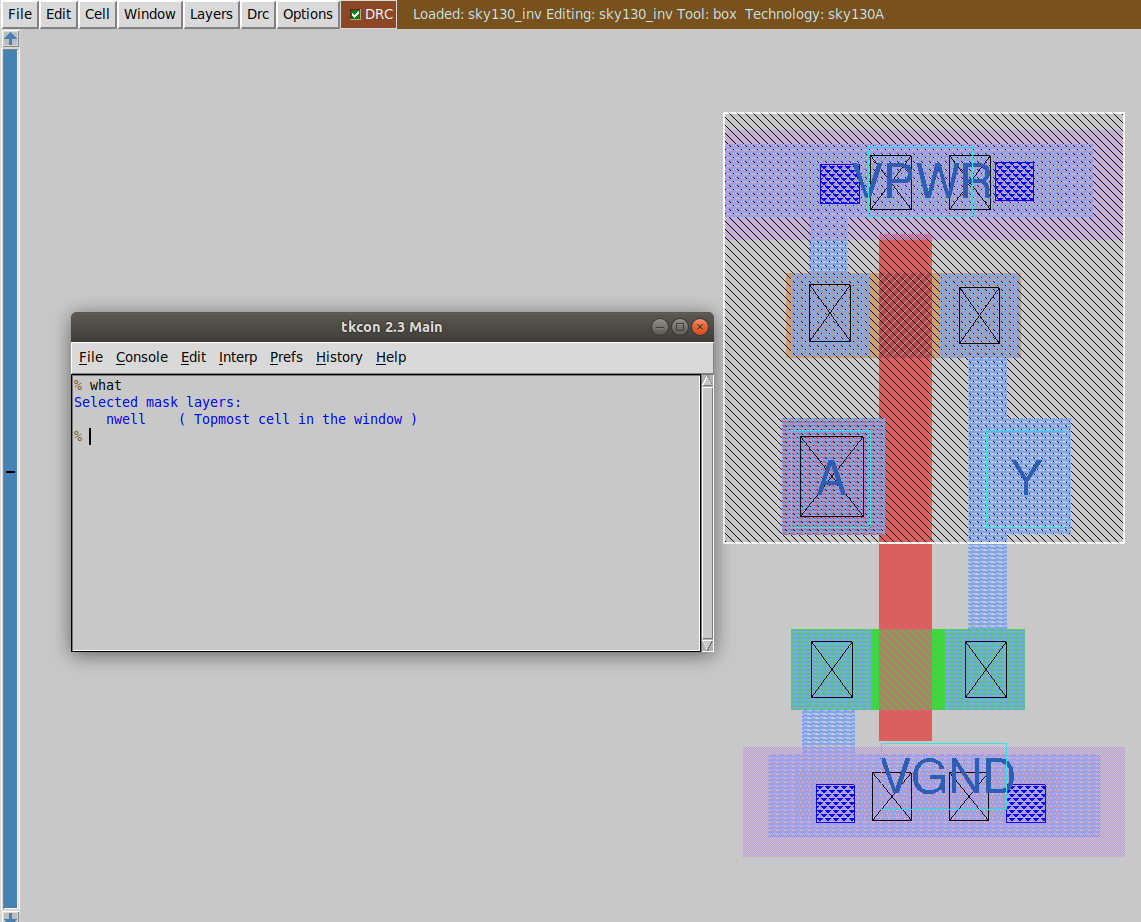 File Edit Cell Window Layers Drc Options DRC Loaded: sky130_inv Editing: sky130_inv Tool: box Technology: sky130A
VPWR
tkcon 2.3 Main
File Console Edit Interp Prefs History Help
% what
Selected mask layers:
nwell ( Topmost cell in the window )
%
A Y
VGND